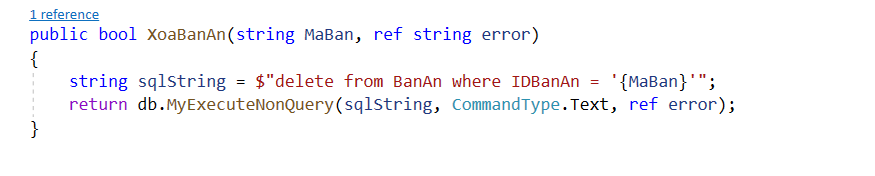 1 reference
public bool XoaBanAn(string MaBan, ref string error)
{
string sqlString = $"delete from BanAn where IDBanAn = '{MaBan}'";
return db.MyExecuteNonQuery(sqlString, CommandType.Text, ref error);
}